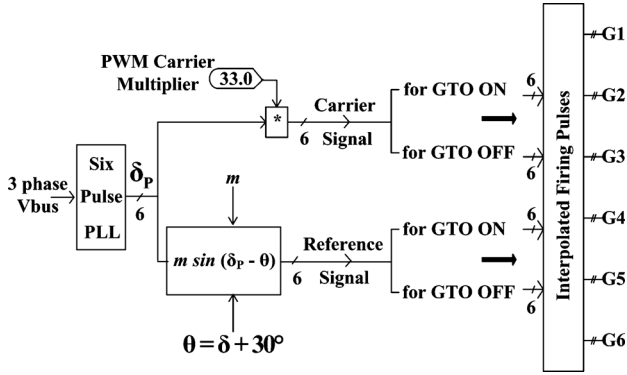 PWM Carrier
Multiplier
33.0
*
6
Carrier
Signal
for GTO ON
for GTO OFF
6
6
3 phase
Vbus
Six
Pulse
PLL
δP
6
m
m sin (δP - θ)
θ = δ + 30°
6
Reference
Signal
for GTO ON
for GTO OFF
6
6
Interpolated Firing Pulses
G1
G2
G3
G4
G5
G6